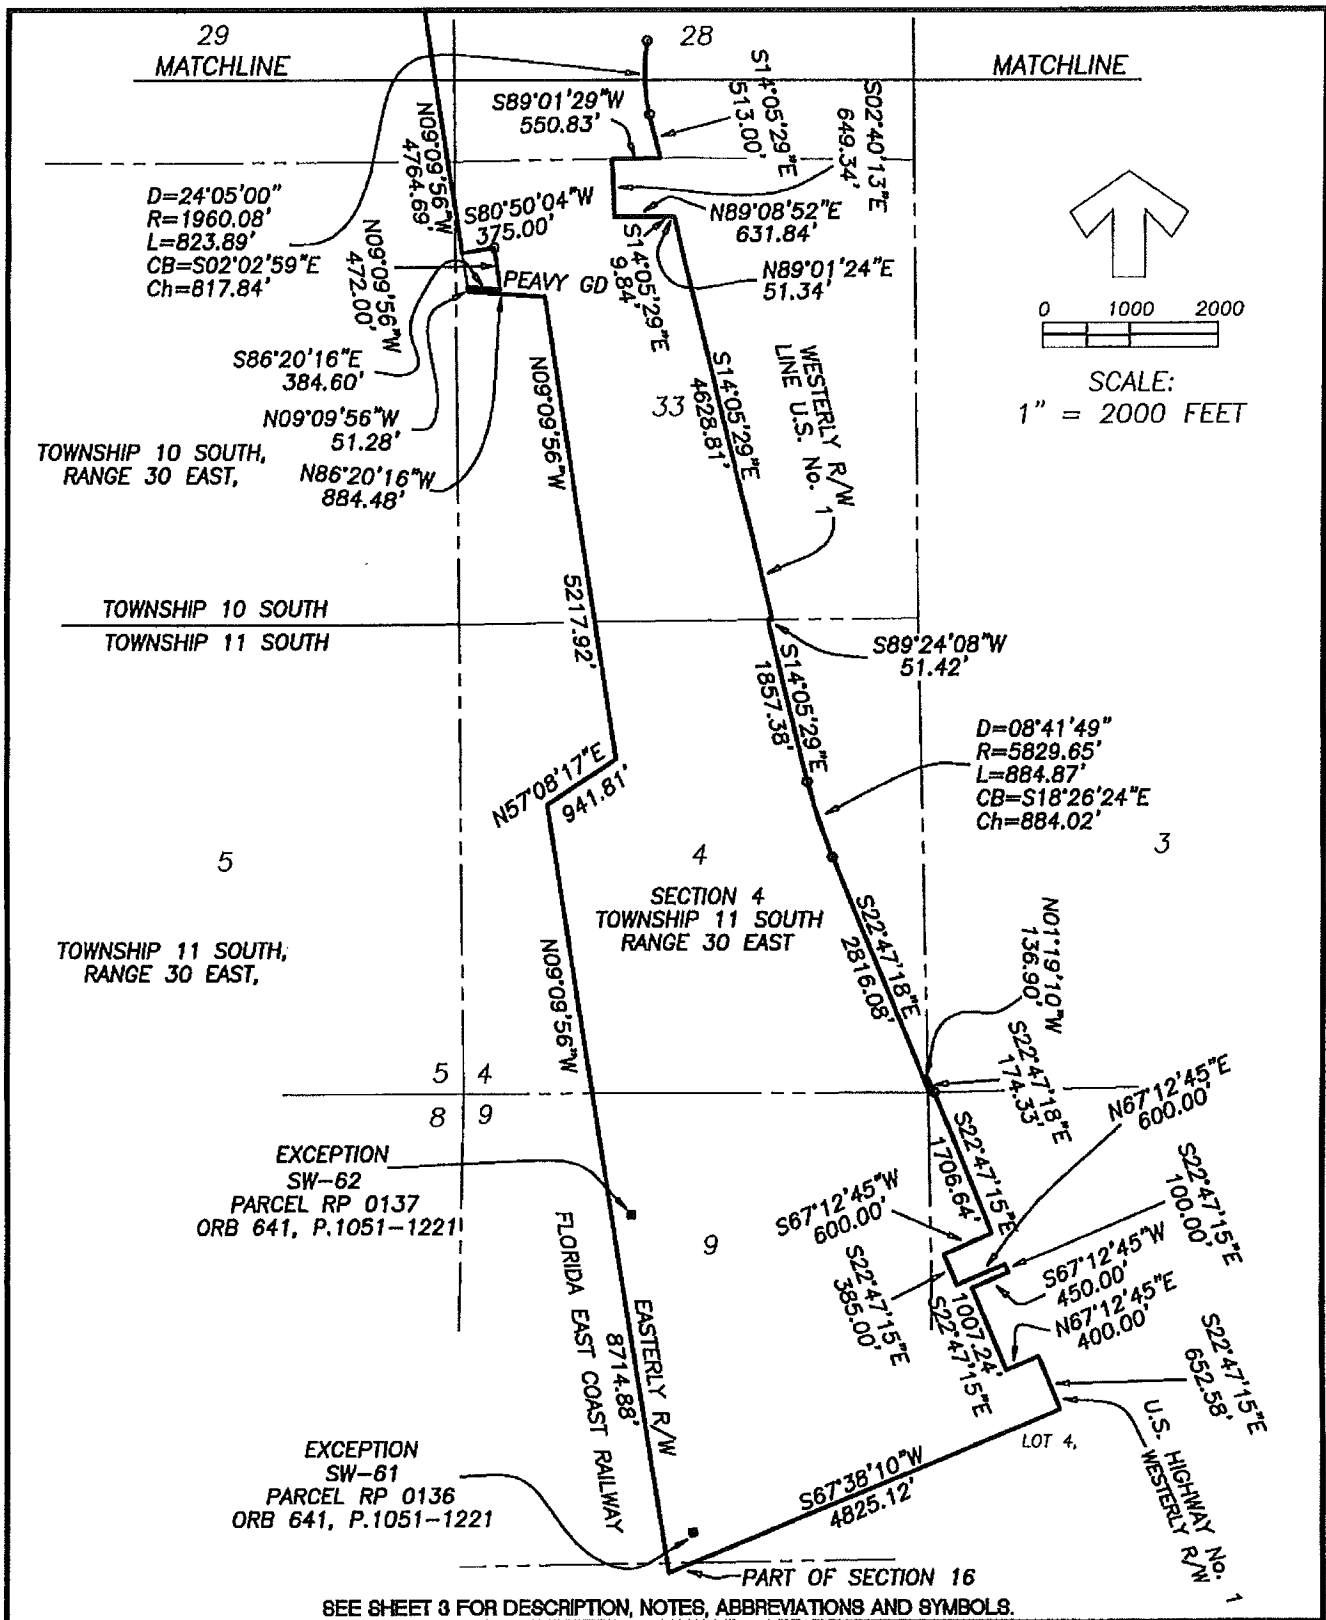 29
28
MATCHLINE
MATCHLINE
S89°01'29"W
550.83'
S14°05'29"E
513.00'
S02°40'13"E
649.34'
N09°09'56"W
4764.69'
D=24°05'00"
R=1960.08'
L=823.89'
CB=S02°02'59"E
Ch=817.84'
S80°50'04"W
375.00'
N89°08'52"E
631.84'
N09°09'56"W
472.00'
PEAVY GD
S14°05'29"E
9.84'
N89°01'24"E
51.34'
0 1000 2000
SCALE:
1" = 2000 FEET
S86°20'16"E
384.60'
N09°09'56"W
51.28'
N86°20'16"W
884.48'
TOWNSHIP 10 SOUTH,
RANGE 30 EAST,
33
S14°05'29"E
4628.81'
WESTERLY R/W
LINE U.S. No. 1
N09°09'56"W
5217.92'
TOWNSHIP 10 SOUTH
TOWNSHIP 11 SOUTH
S89°24'08"W
51.42'
S14°05'29"E
1857.38'
D=08°41'49"
R=5829.65'
L=884.87'
CB=S18°26'24"E
Ch=884.02'
N57°08'17"E
941.81'
5
4
3
SECTION 4
TOWNSHIP 11 SOUTH
RANGE 30 EAST
TOWNSHIP 11 SOUTH,
RANGE 30 EAST,
S22°47'18"E
2816.08'
N01°19'10"W
136.90'
N09°09'56"W
S22°47'18"E
174.33'
5 4
8 9
N67°12'45"E
600.00'
EXCEPTION
SW-62
PARCEL RP 0137
ORB 641, P.1051-1221
S22°47'15"E
1706.64'
S67°12'45"W
600.00'
S22°47'15"E
100.00'
9
S22°47'15"E
385.00'
S67°12'45"W
450.00'
N67°12'45"E
400.00'
1007.24'
S22°47'15"E
S22°47'15"E
652.58'
FLORIDA EAST COAST RAILWAY
EASTERLY R/W
8714.88'
LOT 4,
U.S. HIGHWAY No. 1
WESTERLY R/W
EXCEPTION
SW-61
PARCEL RP 0136
ORB 641, P.1051-1221
S67°38'10"W
4825.12'
PART OF SECTION 16
SEE SHEET 3 FOR DESCRIPTION, NOTES, ABBREVIATIONS AND SYMBOLS.